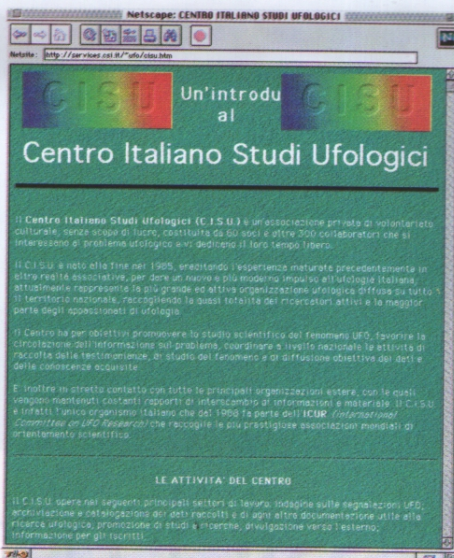 Netscape: CENTRO ITALIANO STUDI UFOLOGICI
Netsite: http://services.csi.it/~ufo/cisu.htm
CISU Un'introdu CISU
al
Centro Italiano Studi Ufologici
Il Centro Italiano Studi Ufologici (C.I.S.U.) è un'associazione privata di volontariato
culturale, senza scopo di lucro, costituita da 60 soci e oltre 300 collaboratori che si
interessano al problema ufologico e vi dedicano il loro tempo libero.
Il C.I.S.U. è nato alla fine nel 1985, ereditando l'esperienza maturata precedentemente in
altre realtà associative, per dare un nuovo e più moderno impulso all'ufologia italiana;
attualmente rappresenta la più grande ed attiva organizzazione ufologica diffusa su tutto
il territorio nazionale, raccogliendo la quasi totalità dei ricercatori attivi e la maggior
parte degli appassionati di ufologia.
Il Centro ha per obiettivi promuovere lo studio scientifico dei fenomeni UFO, favorire la
circolazione dell'informazione sul problema, coordinare a livello nazionale le attività di
raccolta delle testimonianze, di studio del fenomeno e di diffusione obiettiva dei dati e
delle conoscenze acquisite.
E' inoltre in stretto contatto con tutte le principali organizzazioni estere, con le quali
vengono mantenuti costanti rapporti di interscambio di informazioni e materiale. Il C.I.S.U.
è infatti l'unico organismo italiano che dal 1986 fa parte dell'ICUR (International
Committee on UFO Research) che raccoglie le più prestigiose associazioni mondiali di
orientamento scientifico.
LE ATTIVITA' DEL CENTRO
Il C.I.S.U. opera nei seguenti principali settori di lavoro: indagine sulle segnalazioni UFO,
archiviazione e catalogazione dei dati raccolti e di ogni altra documentazione utile alla
ricerca ufologica, promozione di studi e ricerche, divulgazione verso l'esterno,
informazione per gli iscritti.